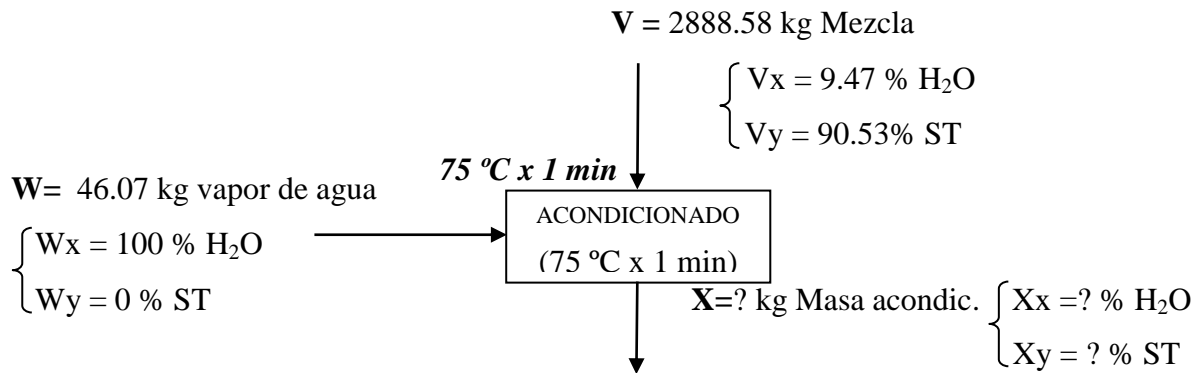 V = 2888.58 kg Mezcla
Vx = 9.47 % H₂O
Vy = 90.53% ST
75 ºC x 1 min
W= 46.07 kg vapor de agua
Wx = 100 % H₂O
Wy = 0 % ST
ACONDICIONADO
(75 ºC x 1 min)
X=? kg Masa acondic.
Xx =? % H₂O
Xy = ? % ST